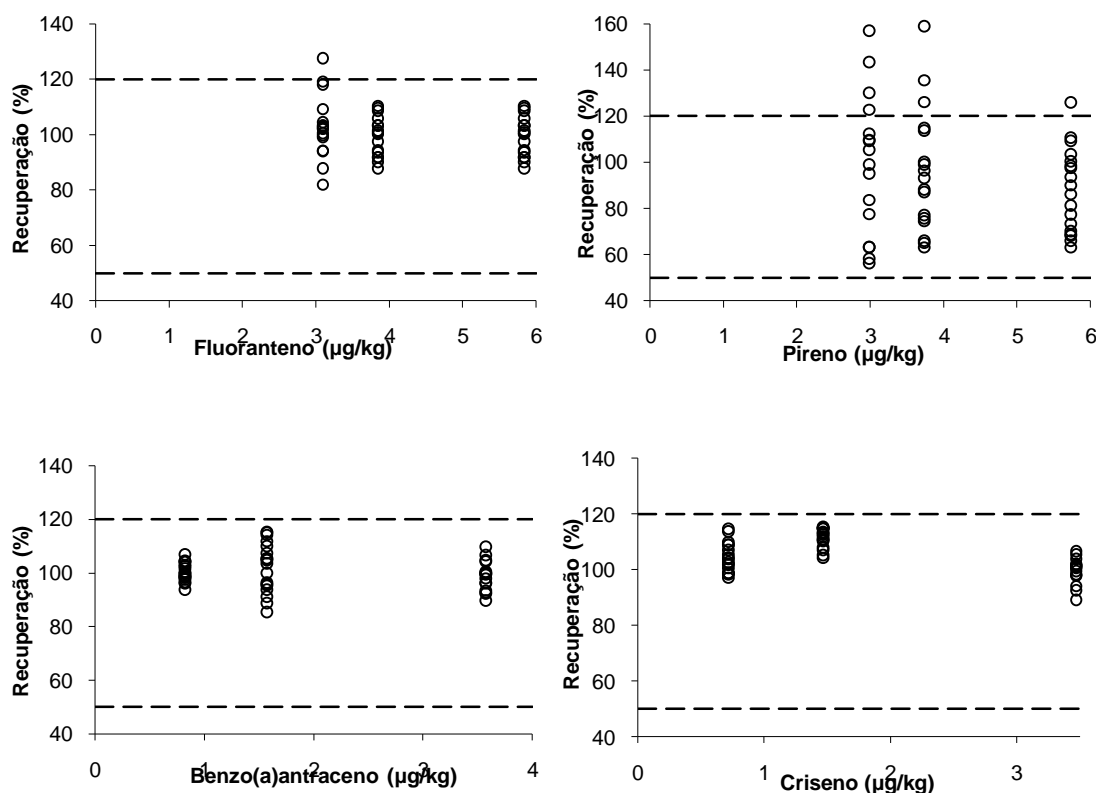 140
120
100
80
60
40
Recuperação (%)
0 1 2 3 4 5 6
Fluoranteno (µg/kg)
160
140
120
100
80
60
40
Recuperação (%)
0 1 2 3 4 5 6
Pireno (µg/kg)
140
120
100
80
60
40
Recuperação (%)
0 1 2 3 4
Benzo(a)antraceno (µg/kg)
140
120
100
80
60
40
Recuperação (%)
0 1 2 3
Criseno (µg/kg)